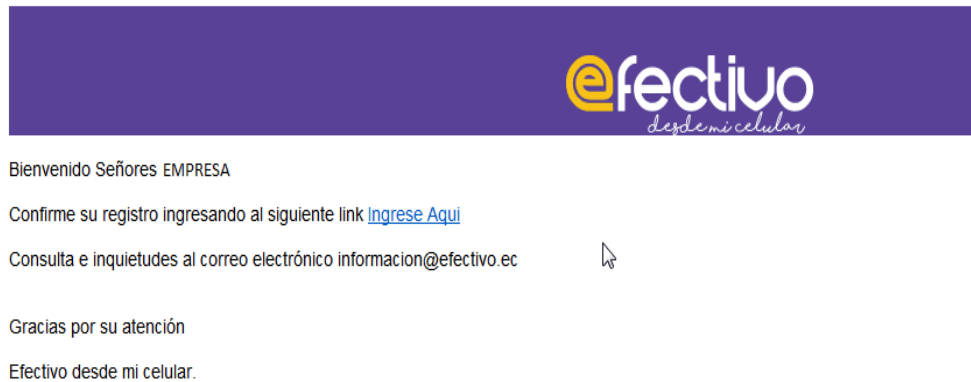 efectivo
desde mi celular
Bienvenido Señores EMPRESA
Confirme su registro ingresando al siguiente link Ingrese Aqui
Consulta e inquietudes al correo electrónico informacion@efectivo.ec
Gracias por su atención
Efectivo desde mi celular.